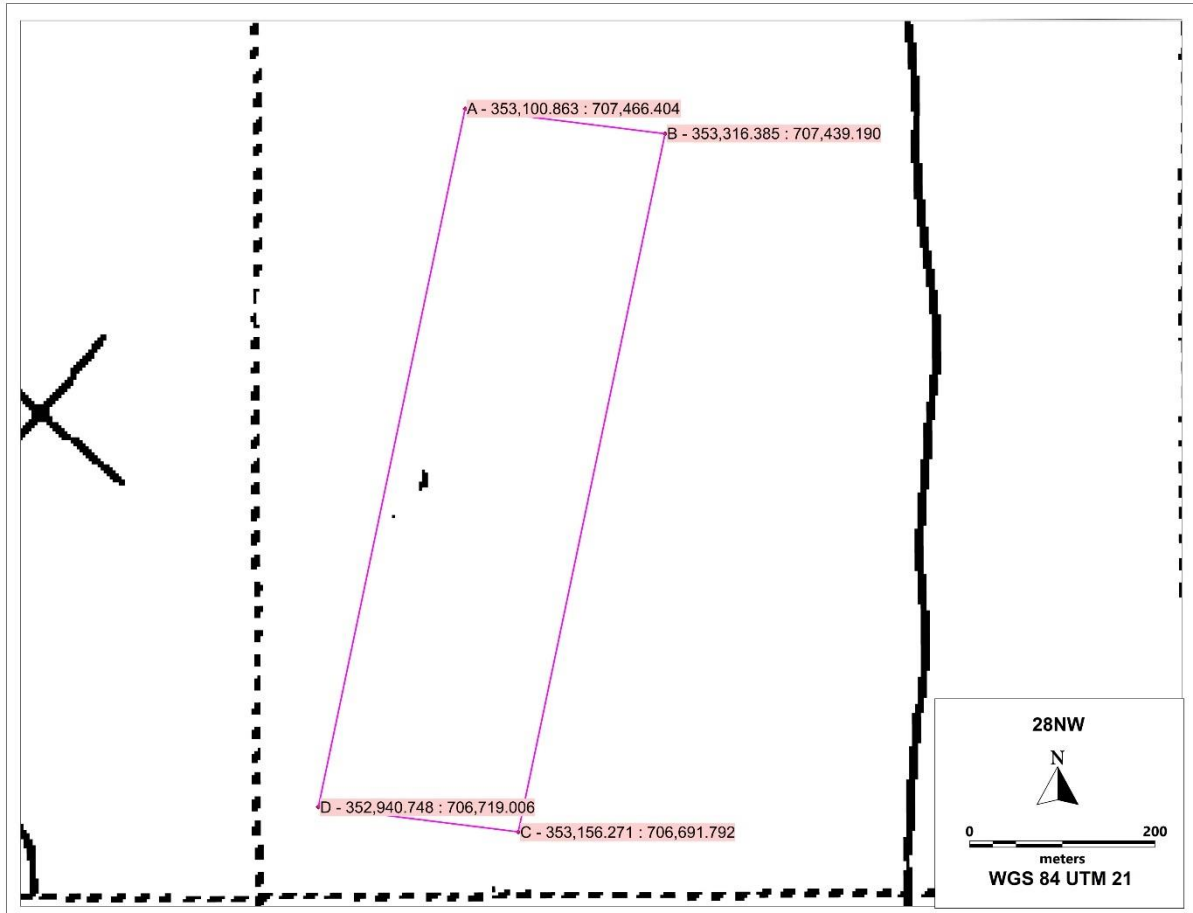 A - 353,100.863 : 707,466.404
B - 353,316.385 : 707,439.190
D - 352,940.748 : 706,719.006
C - 353,156.271 : 706,691.792
28NW
N
0 200
meters
WGS 84 UTM 21